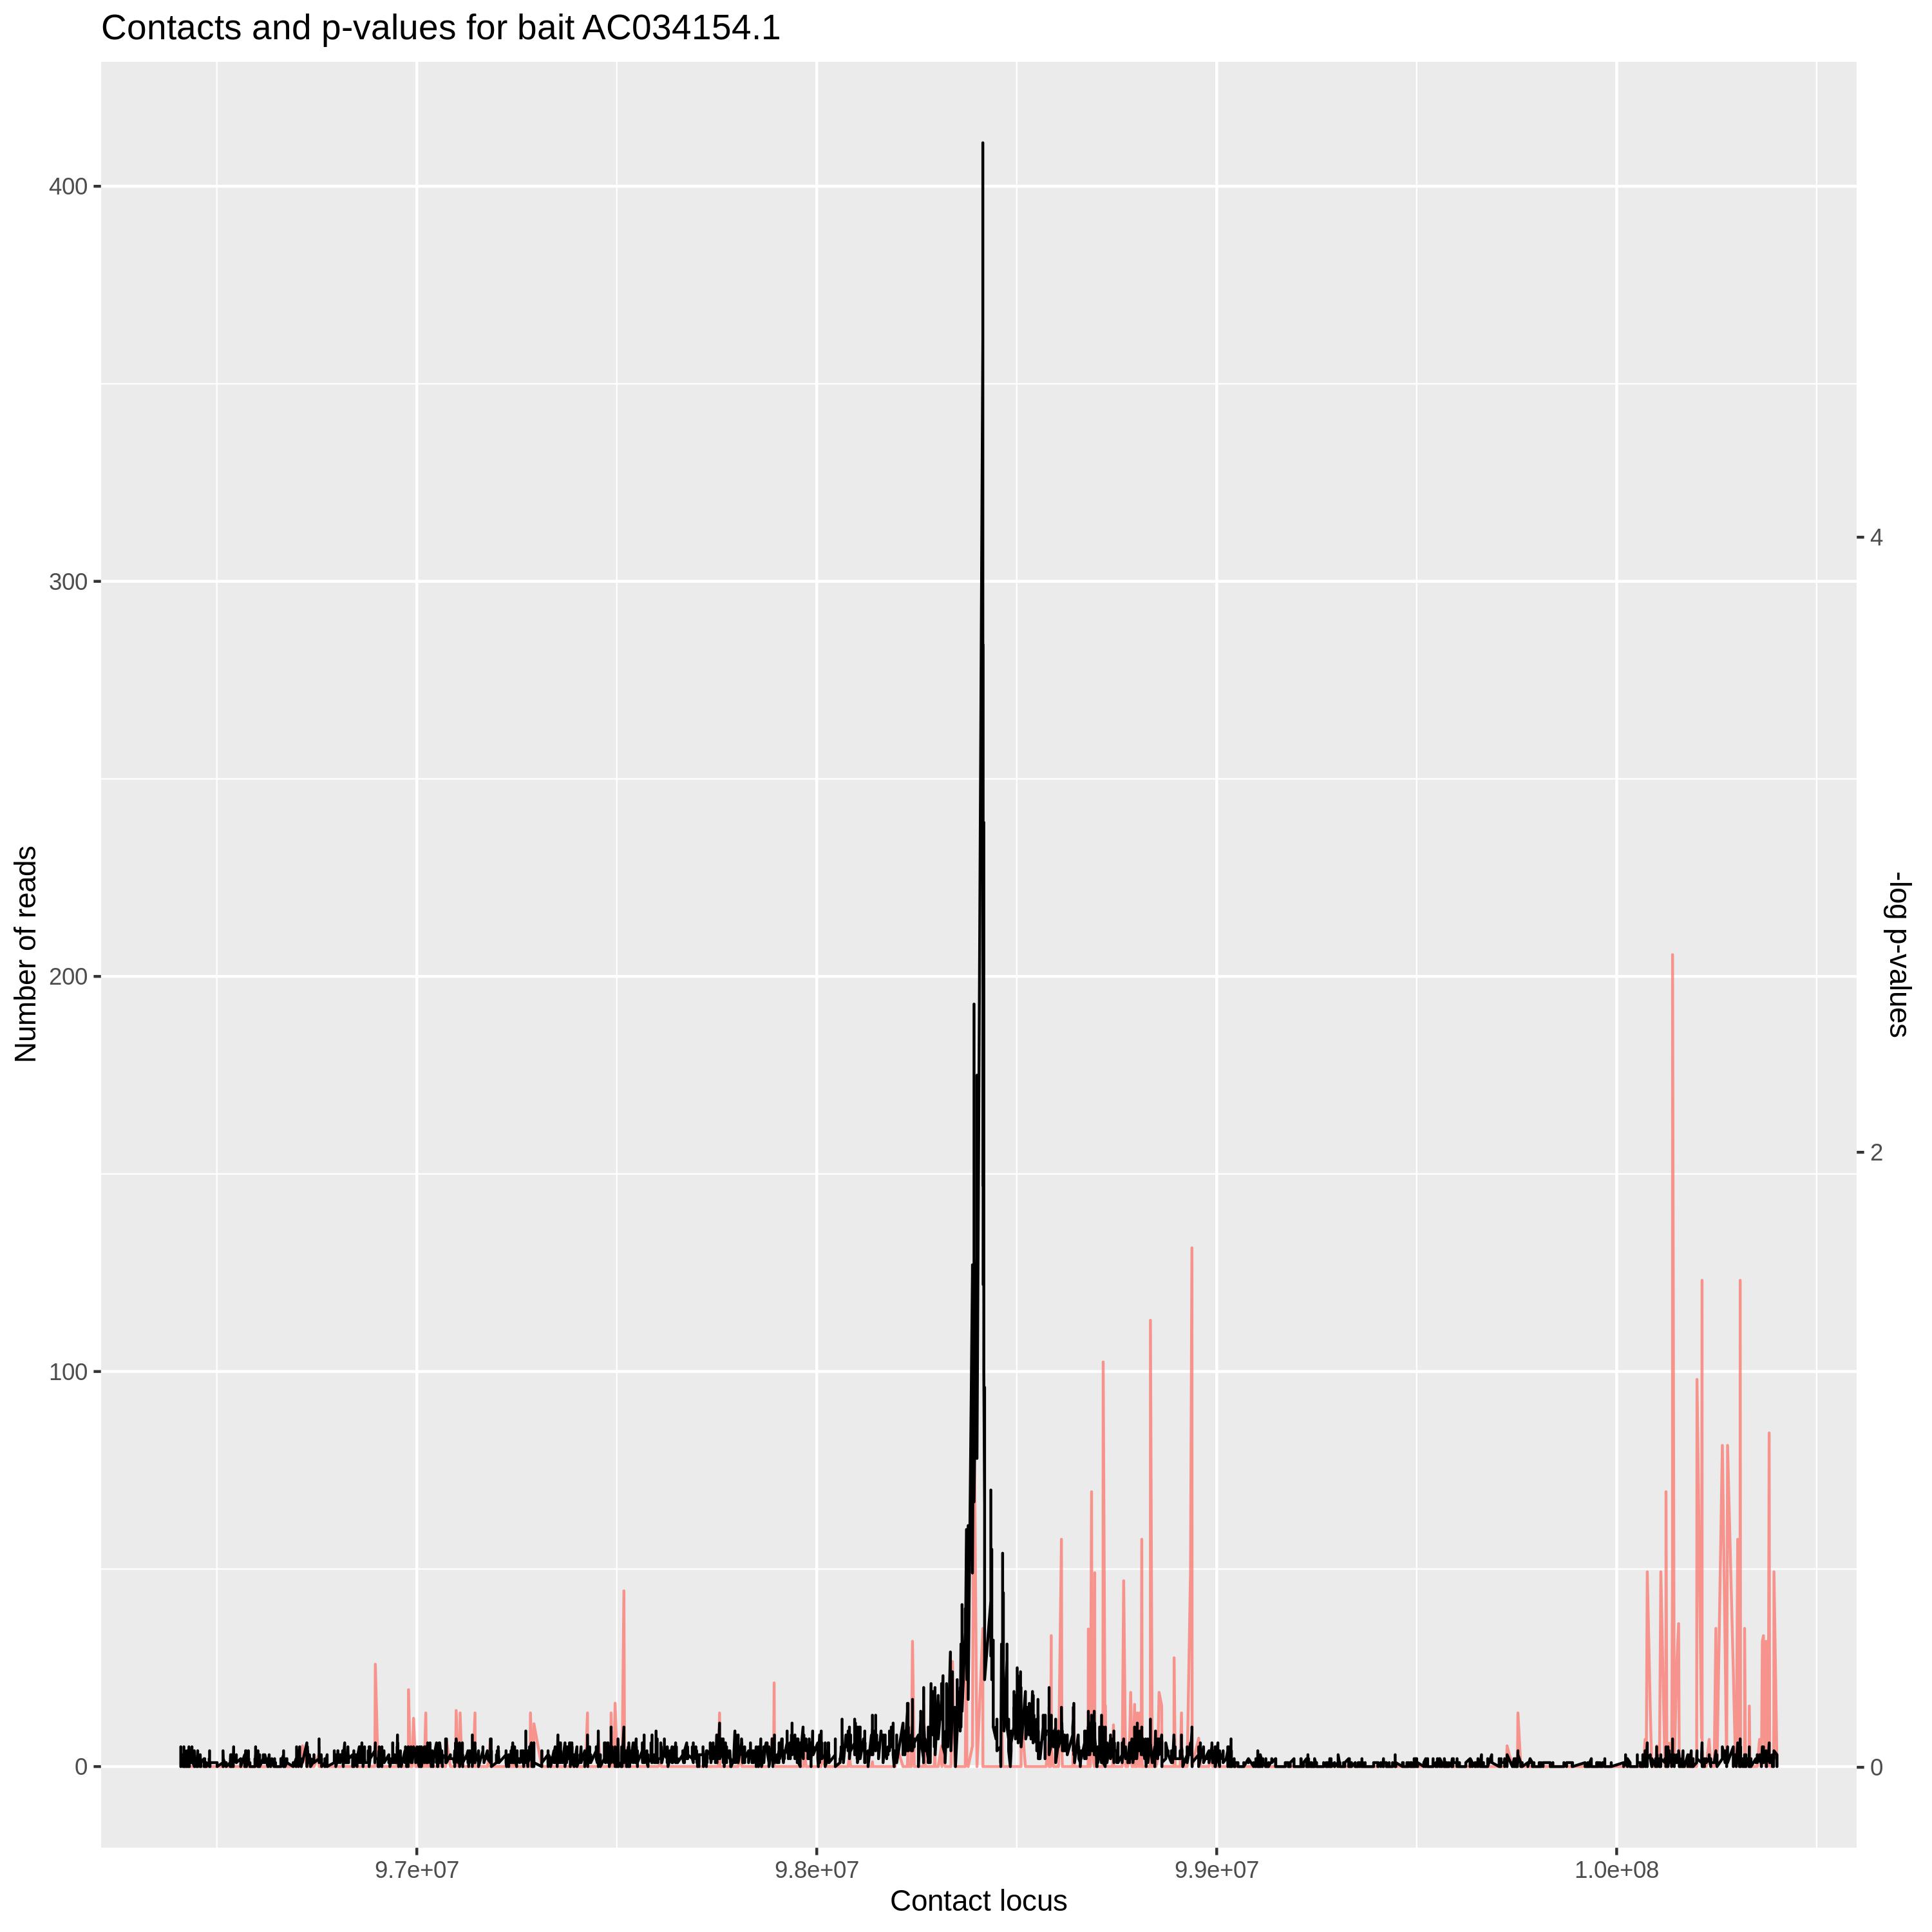 Contacts and p-values for bait AC034154.1
400
300
200
100
0
Number of reads
4
2
0
-log p-values
9.7e+07
9.8e+07
9.9e+07
1.0e+08
Contact locus